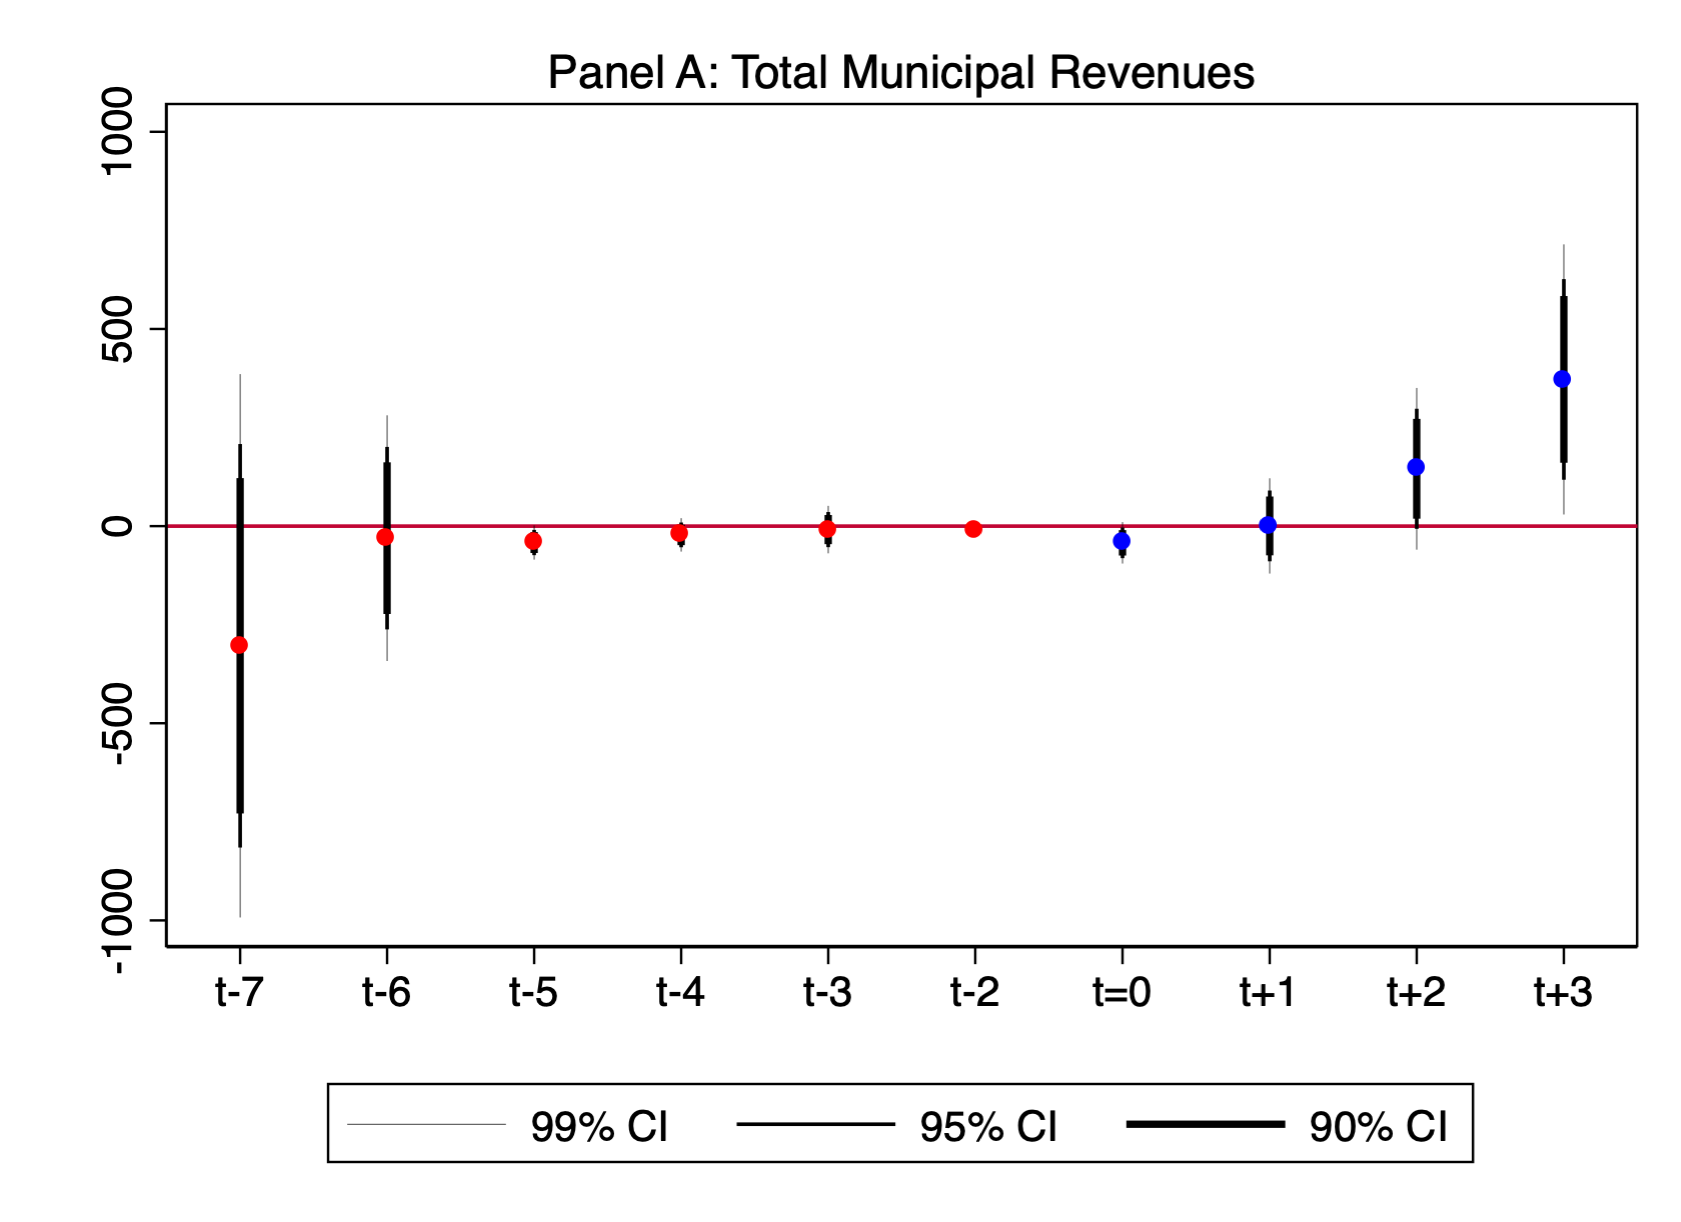 Panel A: Total Municipal Revenues
1000
500
0
-500
-1000
t-7 t-6 t-5 t-4 t-3 t-2 t=0 t+1 t+2 t+3
99% CI 95% CI 90% CI